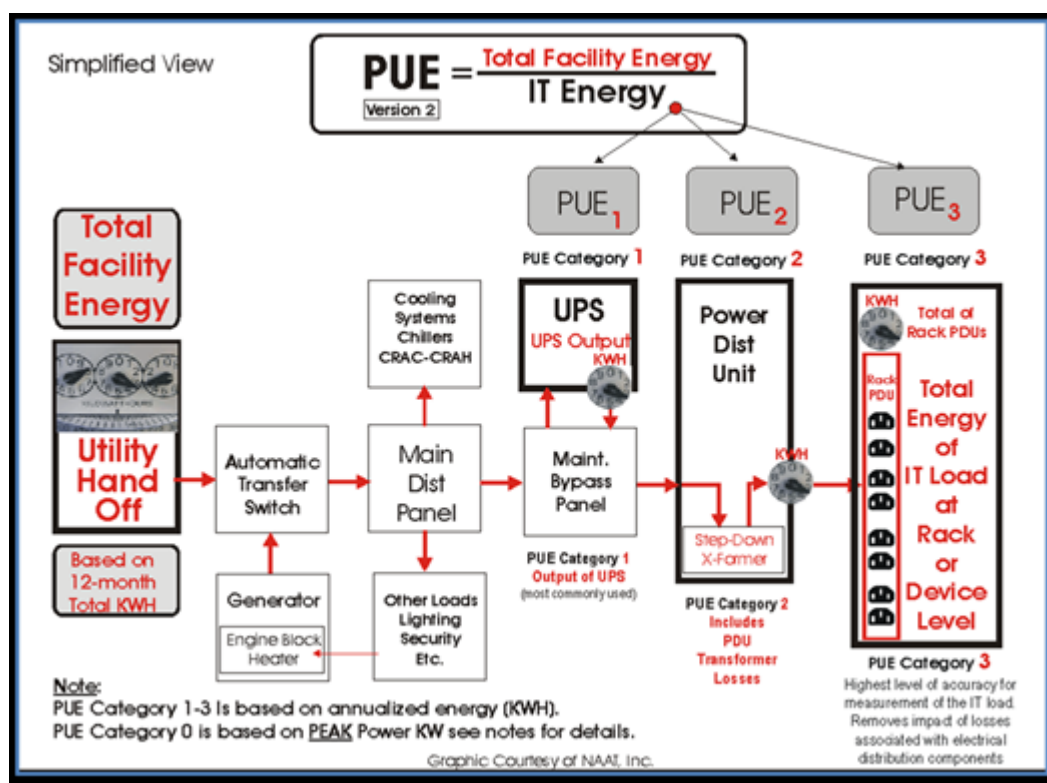 Simplified View
PUE = Total Facility Energy
IT Energy
Version 2
PUE 1
PUE 2
PUE 3
PUE Category 1
PUE Category 2
PUE Category 3
Total
Facility
Energy
Utility
Hand
Off
Based on
12-month
Total KWH
Automatic
Transfer
Switch
Generator
Engine Block
Heater
Cooling
Systems
Chillers
CRAC-CRAH
Main
Dist
Panel
Other Loads
Lighting
Security
Etc.
UPS
UPS Output
KWH
Maint.
Bypass
Panel
PUE Category 1
Output of UPS
(most commonly used)
Power
Dist
Unit
KWH
Step-Down
X-Former
PUE Category 2
Includes
PDU
Transformer
Losses
KWH
Total of
Rack PDUs
Rack
PDU
Total
Energy
of
IT Load
at
Rack
or
Device
Level
PUE Category 3
Highest level of accuracy for
measurement of the IT load.
Removes impact of losses
associated with electrical
distribution components
Note:
PUE Category 1-3 Is based on annualized energy (KWH).
PUE Category 0 is based on PEAK Power KW see notes for details.
Graphic Courtesy of NAAT, Inc.